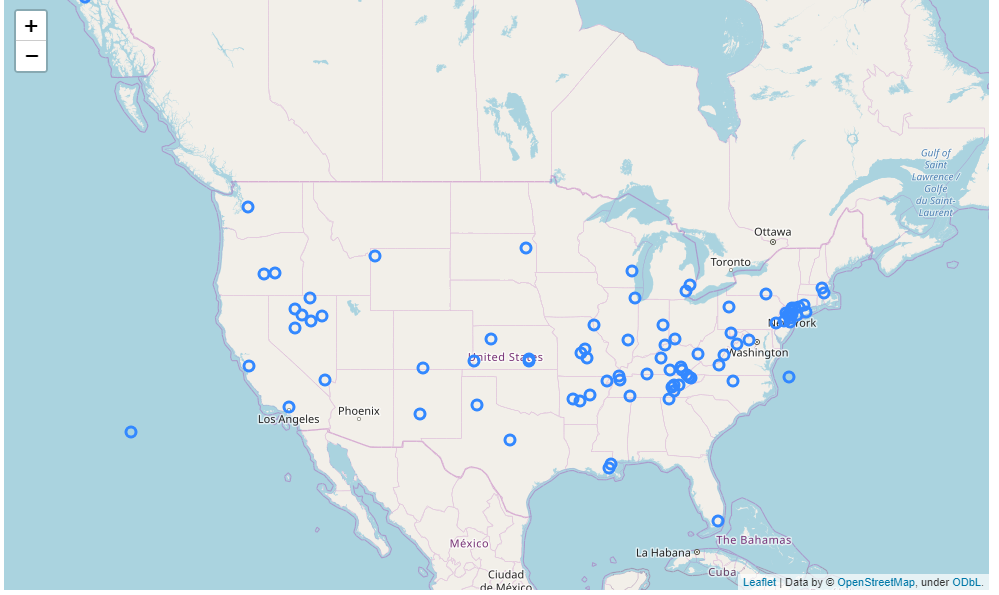 +
−
Gulf of
Saint
Lawrence /
Golfe
du Saint-
Laurent
Ottawa
Toronto
New York
Washington
United States
Phoenix
Los Angeles
The Bahamas
México
La Habana
Cuba
Ciudad
de México
Leaflet | Data by © OpenStreetMap, under ODbL.